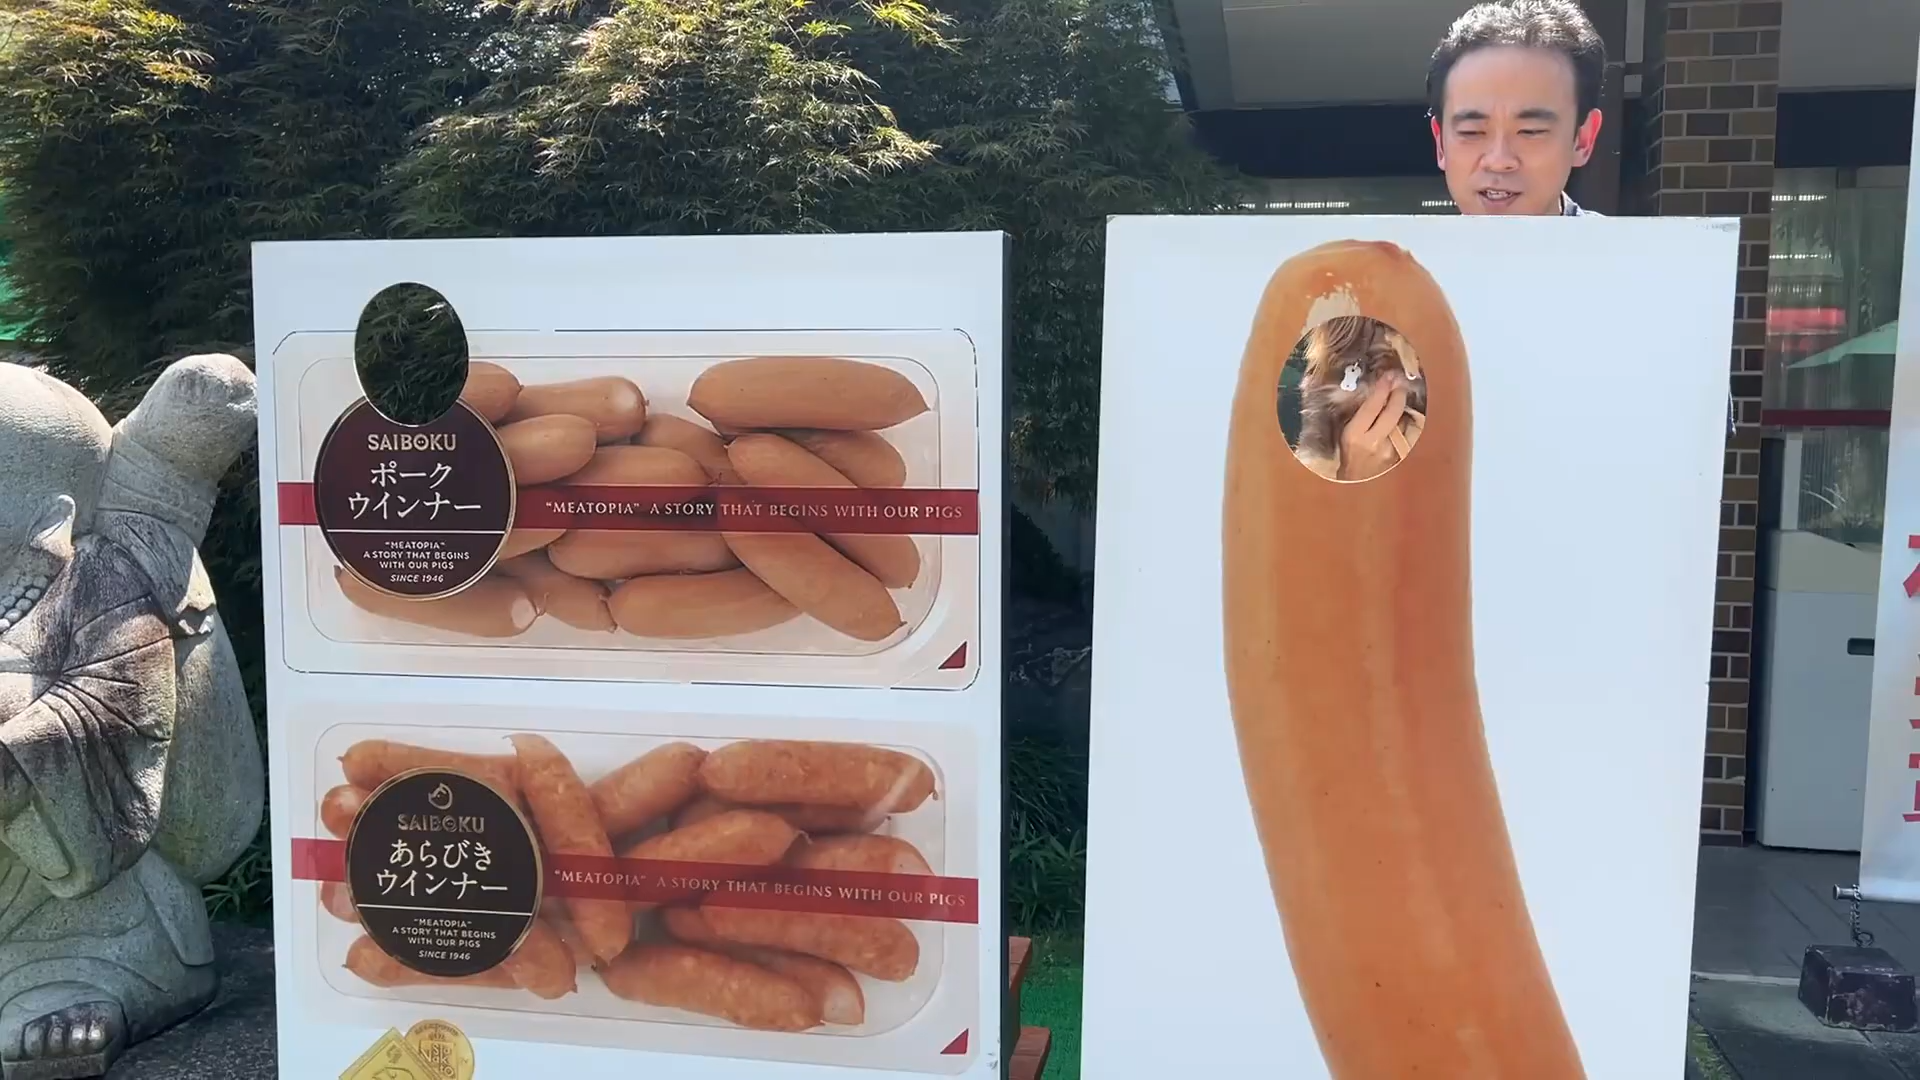 SAIBOKU
ポーク
ウインナー
"MEATOPIA"
A STORY THAT BEGINS
WITH OUR PIGS
SINCE 1946
"MEATOPIA" A STORY THAT BEGINS WITH OUR PIGS
SAIBOKU
あらびき
ウインナー
"MEATOPIA"
A STORY THAT BEGINS
WITH OUR PIGS
SINCE 1946
"MEATOPIA" A STORY THAT BEGINS WITH OUR PIGS